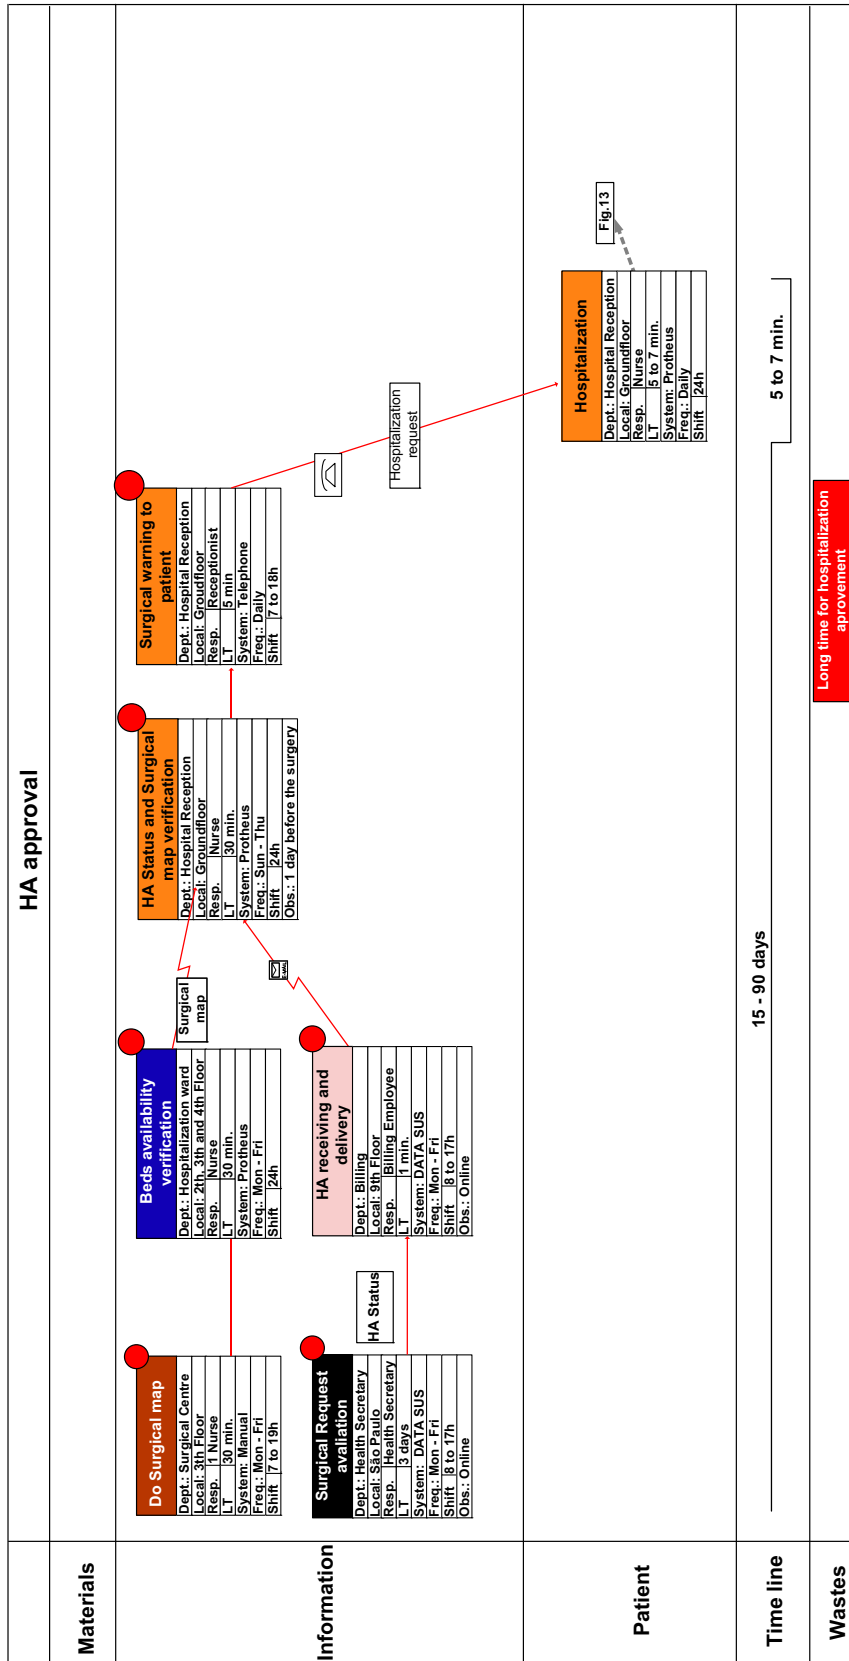 HA approval
Materials
Information
Do Surgical map
Dept.: Surgical Centre
Local: 3th Floor
Resp. 1 Nurse
LT 30 min.
System: Manual
Freq.: Mon - Fri
Shift 7 to 19h
Beds availability
verification
Dept.: Hospitalization ward
Local: 2th, 3th and 4th Floor
Resp. Nurse
LT 30 min.
System: Protheus
Freq.: Mon - Fri
Shift 24h
Surgical
map
HA Status and Surgical
map verification
Dept.: Hospital Reception
Local: Groundfloor
Resp. Nurse
LT 30 min.
System: Protheus
Freq.: Sun - Thu
Shift 24h
Obs.: 1 day before the surgery
Surgical warning to
patient
Dept.: Hospital Reception
Local: Groudfloor
Resp. Receptionist
LT 5 min
System: Telephone
Freq.: Daily
Shift 7 to 18h
Surgical Request
avaliation
Dept.: Health Secretary
Local: São Paulo
Resp. Health Secretary
LT 3 days
System: DATA SUS
Freq.: Mon - Fri
Shift 8 to 17h
Obs.: Online
HA Status
HA receiving and
delivery
Dept.: Billing
Local: 9th Floor
Resp. Billing Employee
LT 1 min.
System: DATA SUS
Freq.: Mon - Fri
Shift 8 to 17h
Obs.: Online
E-MAIL
Hospitalization
request
Patient
Hospitalization
Dept.: Hospital Reception
Local: Groundfloor
Resp. Nurse
LT 5 to 7 min.
System: Protheus
Freq.: Daily
Shift 24h
Fig.13
Time line
15 - 90 days
5 to 7 min.
Wastes
Long time for hospitalization
aprovement